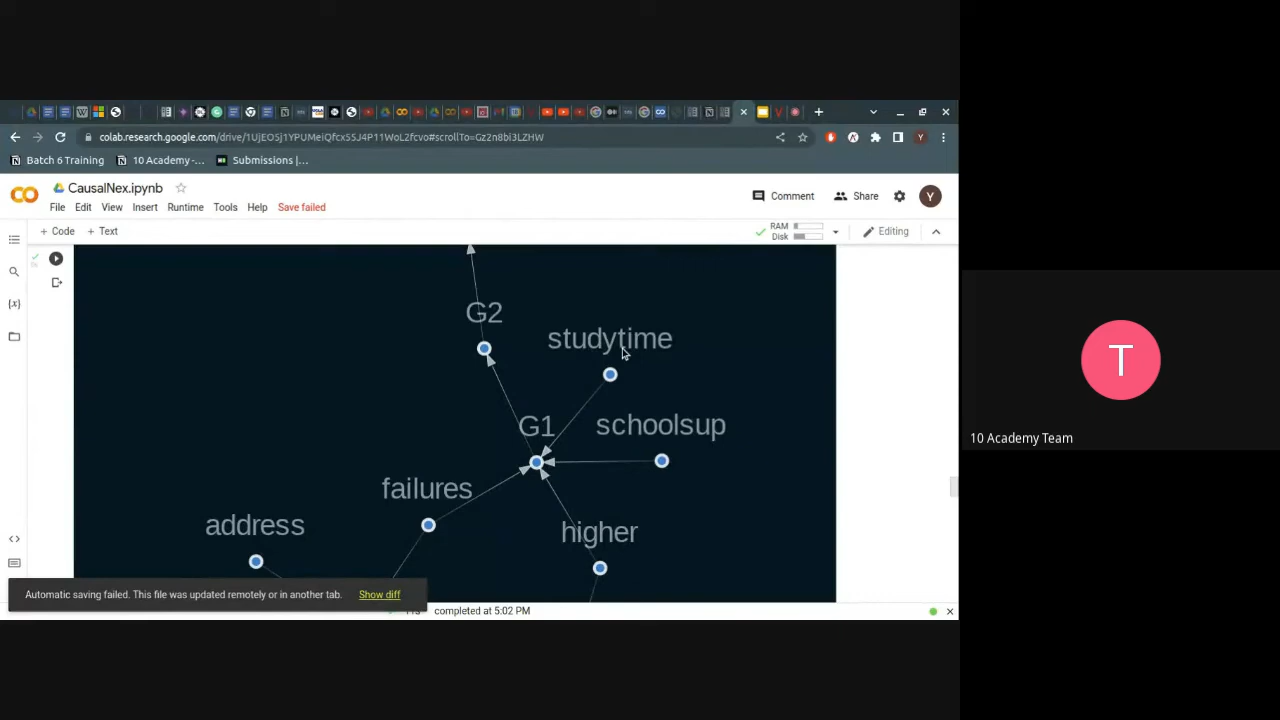 colab.research.google.com/drive/1UjEOSj1YPUMeiQfcx5SJ4P11WoL2fcvo#scrollTo=Gz2n8bi3LZHW
Batch 6 Training
10 Academy -...
Submissions |...
CausalNex.ipynb
Comment
Share
Y
File Edit View Insert Runtime Tools Help Save failed
+ Code + Text
RAM
Disk
Editing
G2
studytime
G1
schoolsup
failures
higher
address
Automatic saving failed. This file was updated remotely or in another tab. Show diff
completed at 5:02 PM
T
10 Academy Team